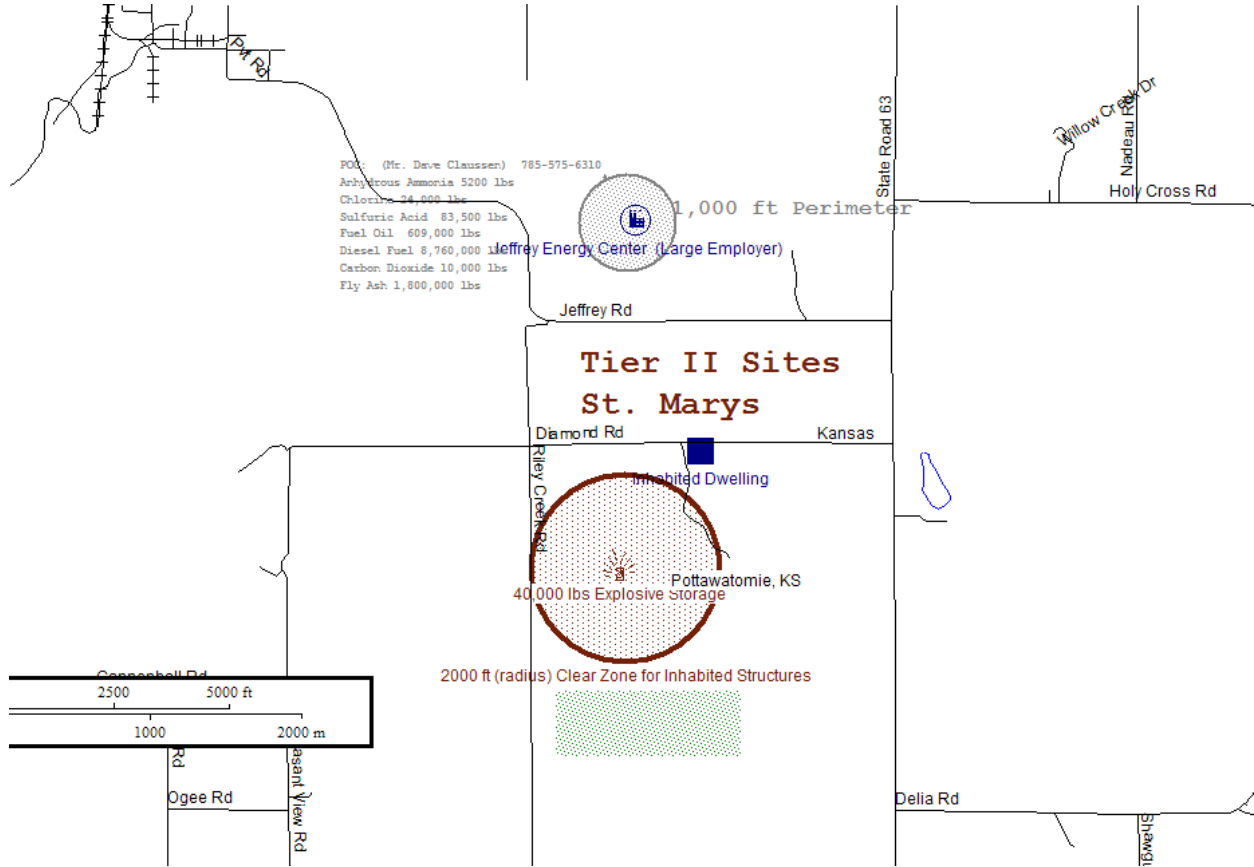 Pvt Rd
State Road 63
Willow Creek Dr
Nadeau Rd
Holy Cross Rd
POC: (Mr. Dave Claussen) 785-575-6310
Anhydrous Ammonia 5200 lbs
Chlorine 24,000 lbs
Sulfuric Acid 83,500 lbs
Fuel Oil 609,000 lbs
Diesel Fuel 8,760,000 lbs
Carbon Dioxide 10,000 lbs
Fly Ash 1,800,000 lbs
1,000 ft Perimeter
Jeffrey Energy Center (Large Employer)
Jeffrey Rd
Tier II Sites
St. Marys
Diamond Rd
Kansas
Riley Creek Rd
Inhabited Dwelling
Pottawatomie, KS
40,000 lbs Explosive Storage
2000 ft (radius) Clear Zone for Inhabited Structures
2500 5000 ft
1000 2000 m
Rd
asant View Rd
Ogee Rd
Delia Rd
Shawgu